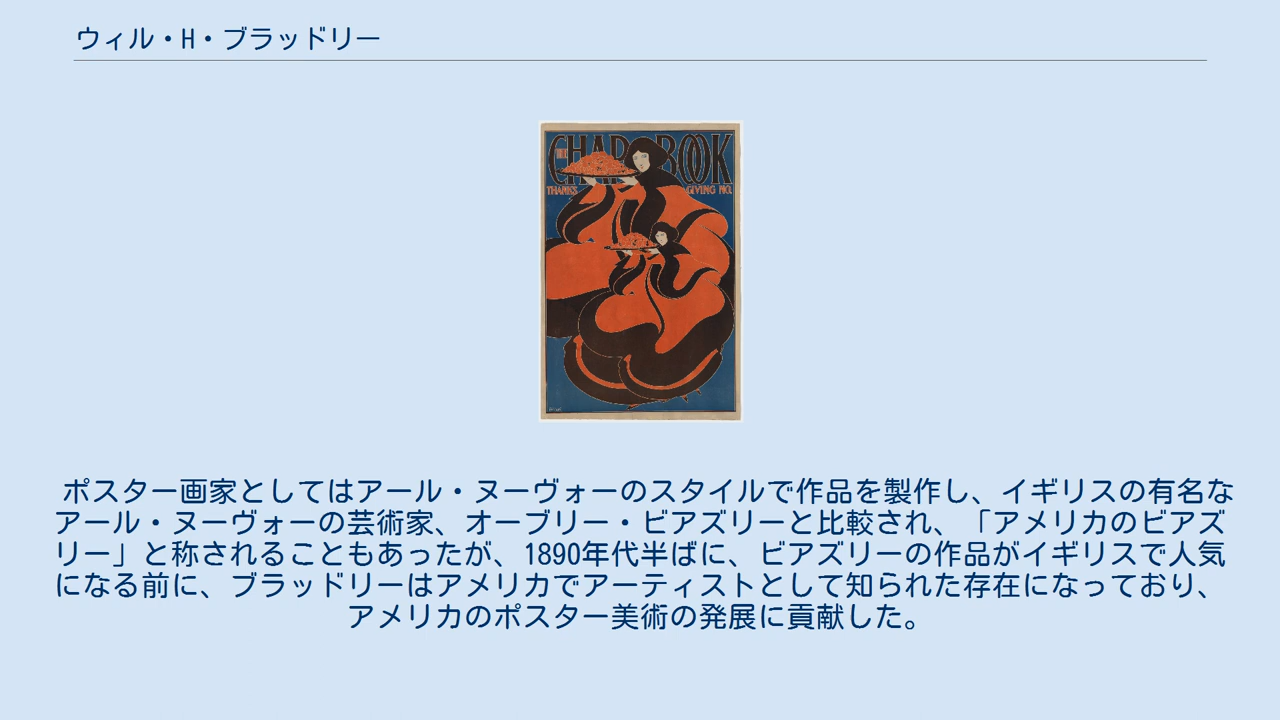 ウィル・H・ブラッドリー
THE
CHAP BOOK
THANKS GIVING NO.
ポスター画家としてはアール・ヌーヴォーのスタイルで作品を製作し、イギリスの有名な
アール・ヌーヴォーの芸術家、オーブリー・ビアズリーと比較され、「アメリカのビアズ
リー」と称されることもあったが、1890年代半ばに、ビアズリーの作品がイギリスで人気
になる前に、ブラッドリーはアメリカでアーティストとして知られた存在になっており、
アメリカのポスター美術の発展に貢献した。